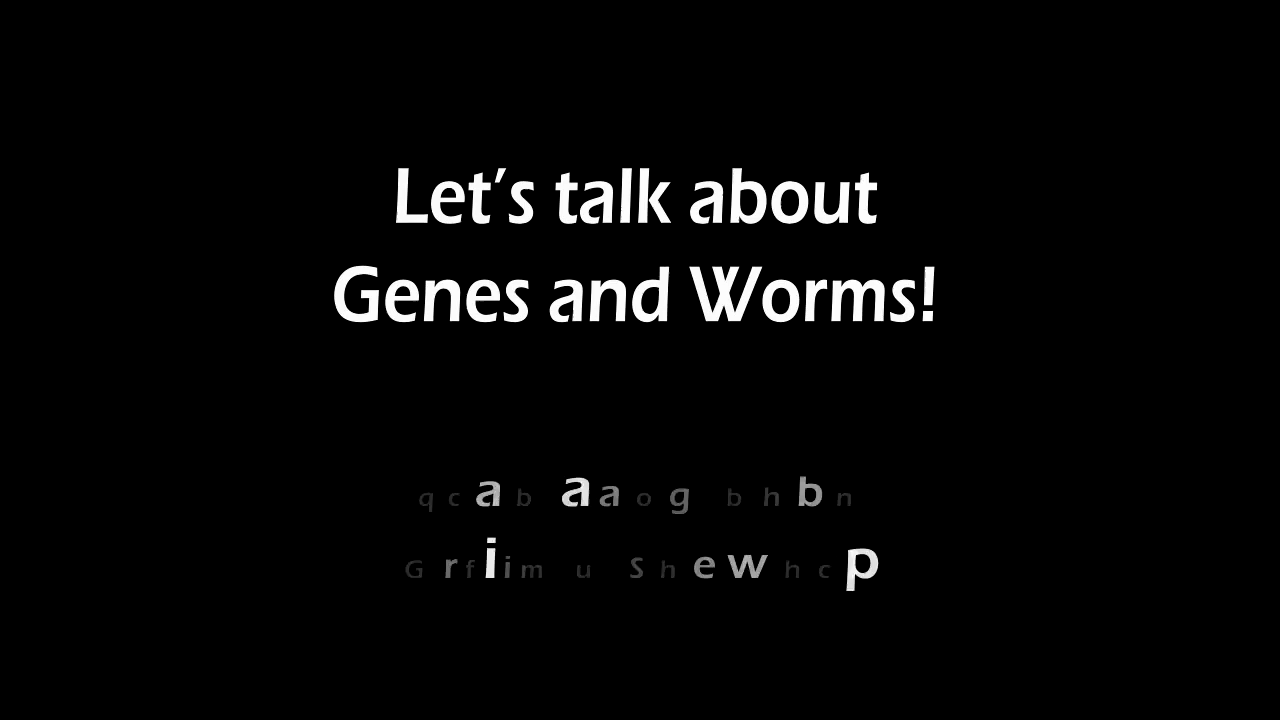 Let's talk about
Genes and Worms!
q c a b a a o g b h b n
G r f i i m u S h e w h c p